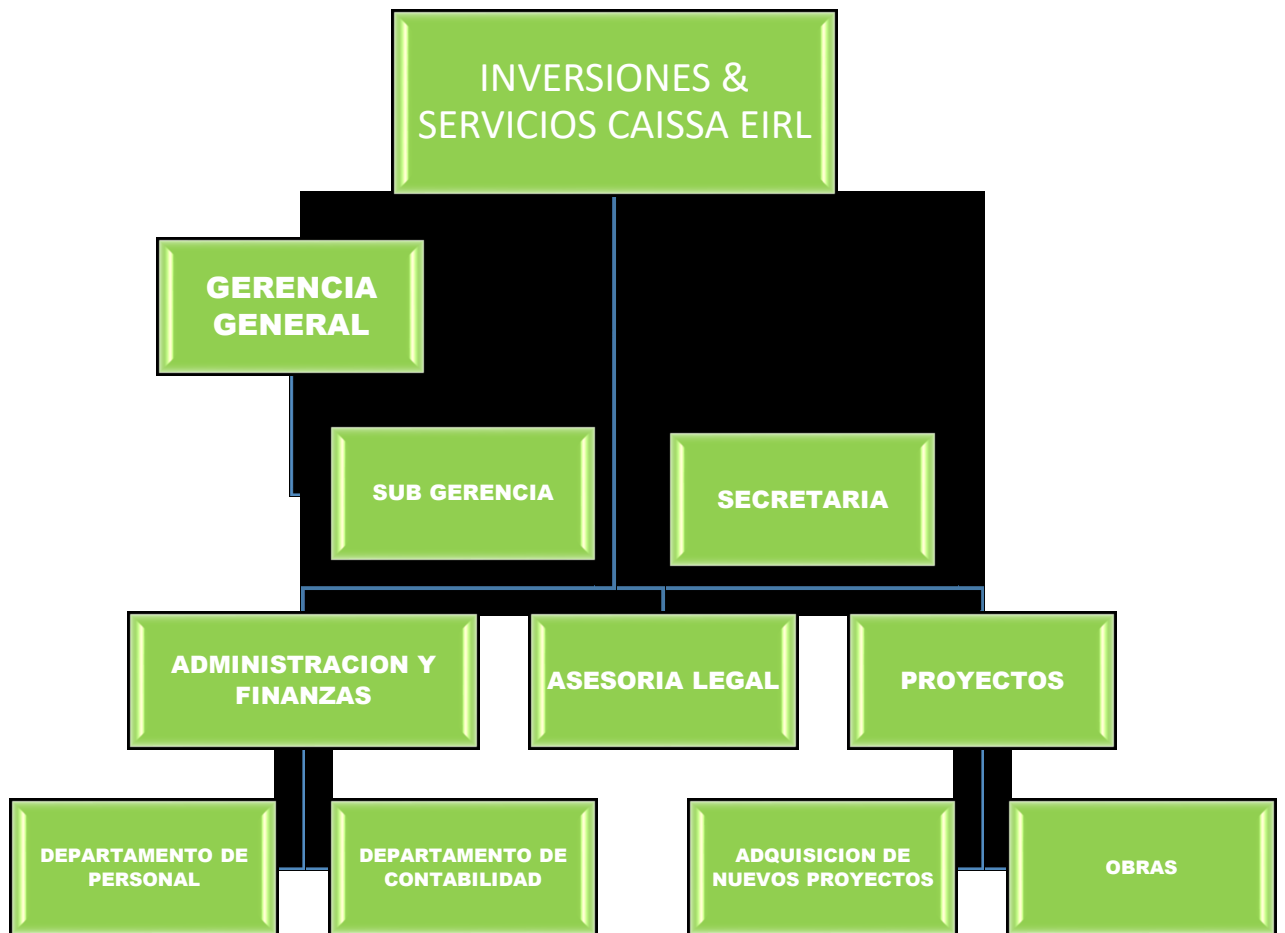 INVERSIONES &
SERVICIOS CAISSA EIRL
GERENCIA
GENERAL
SUB GERENCIA
SECRETARIA
ADMINISTRACION Y
FINANZAS
ASESORIA LEGAL
PROYECTOS
DEPARTAMENTO DE
PERSONAL
DEPARTAMENTO DE
CONTABILIDAD
ADQUISICION DE
NUEVOS PROYECTOS
OBRAS